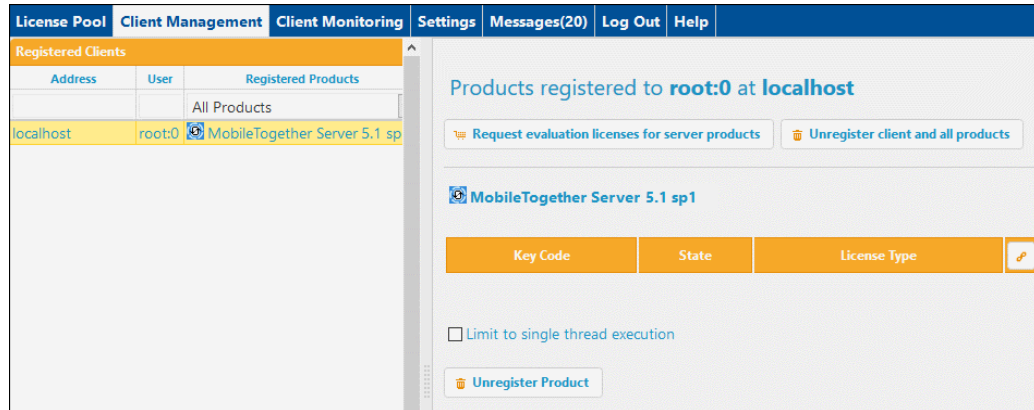 License Pool Client Management Client Monitoring Settings Messages(20) Log Out Help
Registered Clients
Address User Registered Products
All Products
localhost root:0 MobileTogether Server 5.1 sp
Products registered to root:0 at localhost
Request evaluation licenses for server products Unregister client and all products
MobileTogether Server 5.1 sp1
Key Code State License Type
Limit to single thread execution
Unregister Product